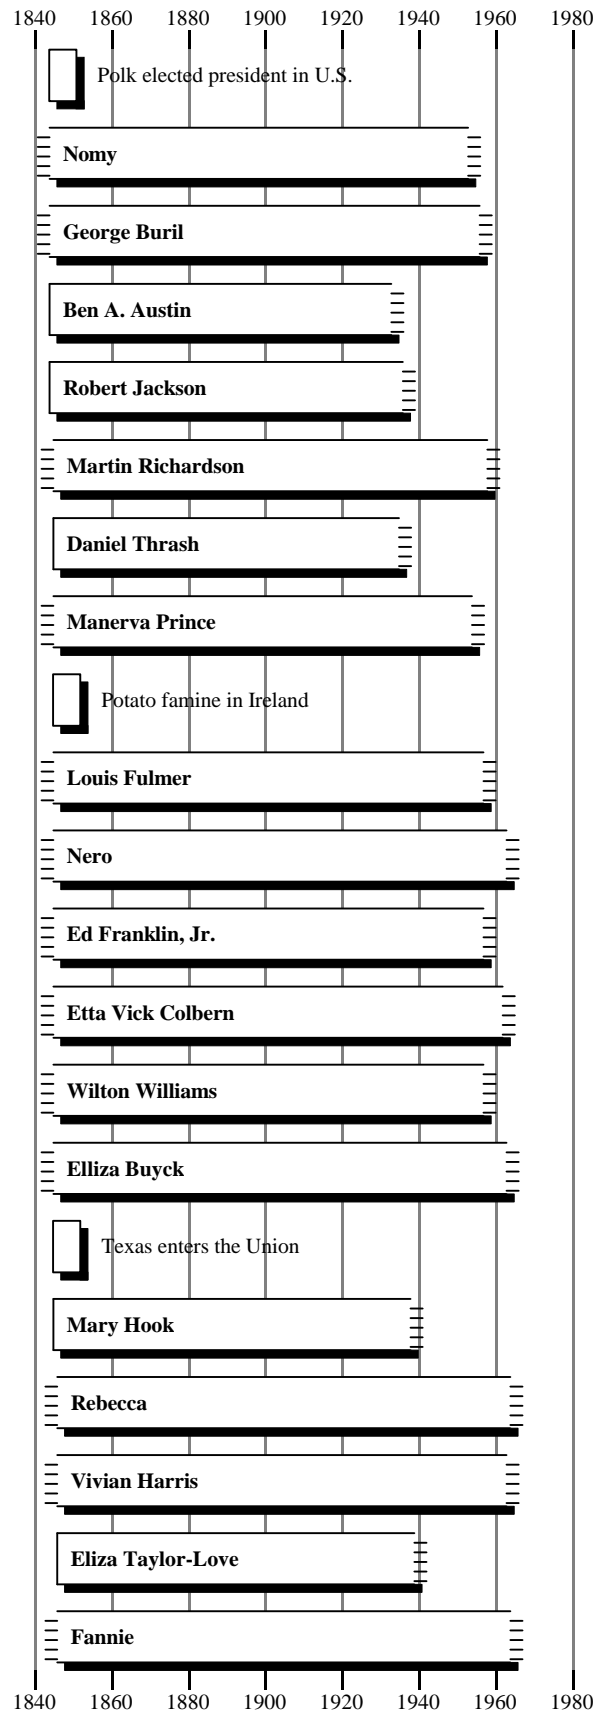 1840 1860 1880 1900 1920 1940 1960 1980
Polk elected president in U.S.
Nomy
George Buril
Ben A. Austin
Robert Jackson
Martin Richardson
Daniel Thrash
Manerva Prince
Potato famine in Ireland
Louis Fulmer
Nero
Ed Franklin, Jr.
Etta Vick Colbern
Wilton Williams
Elliza Buyck
Texas enters the Union
Mary Hook
Rebecca
Vivian Harris
Eliza Taylor-Love
Fannie
1840 1860 1880 1900 1920 1940 1960 1980